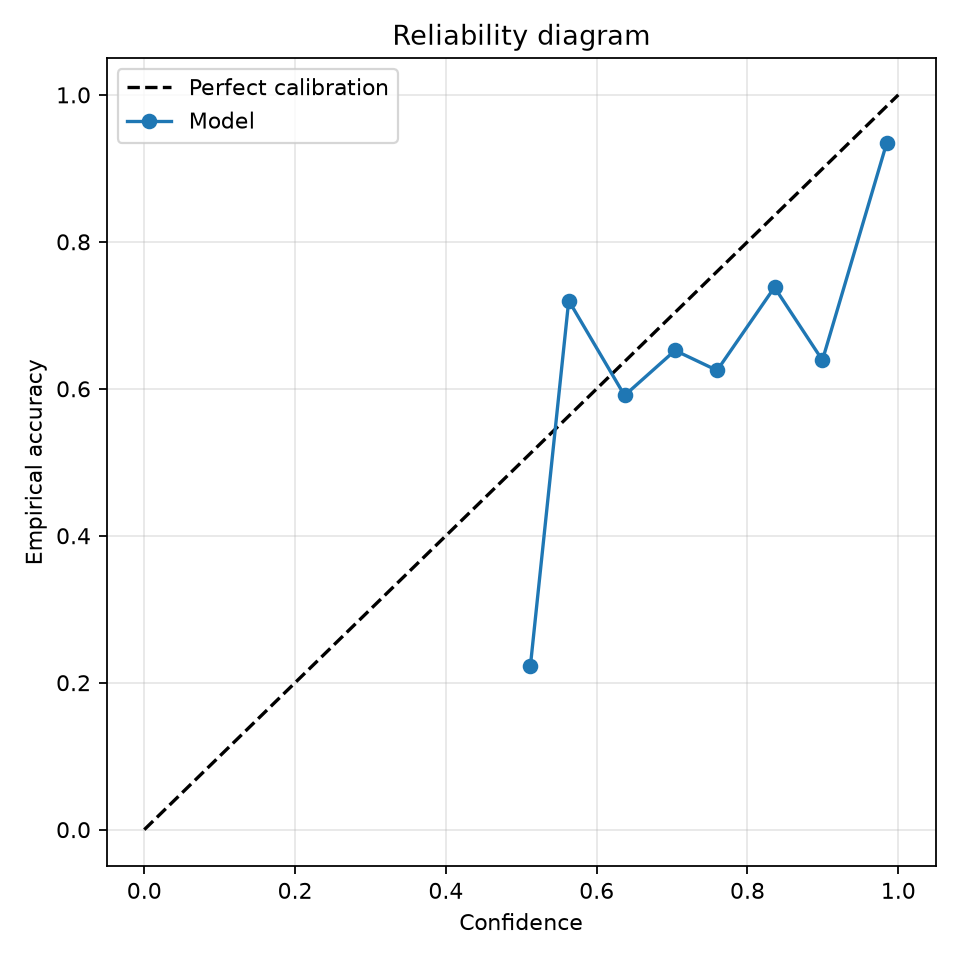 Reliability diagram
Perfect calibration
Model
1.0
0.8
0.6
0.4
0.2
0.0
Empirical accuracy
0.0 0.2 0.4 0.6 0.8 1.0
Confidence